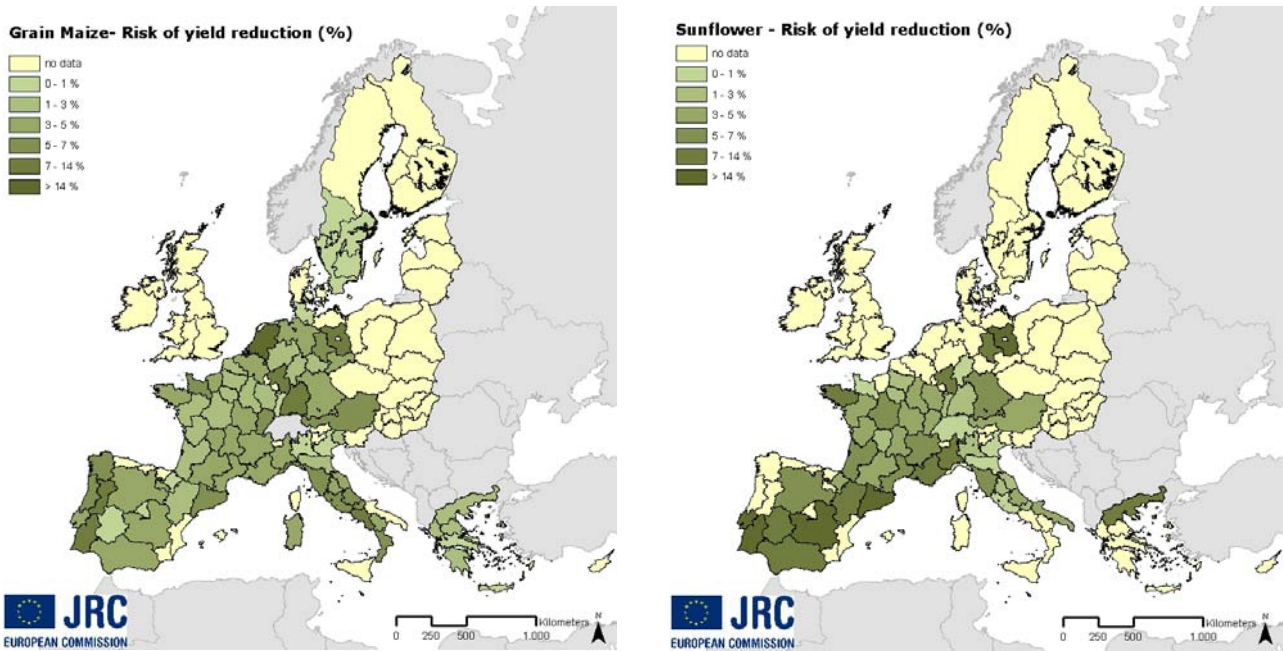 Grain Maize- Risk of yield reduction (%)
no data
0 - 1 %
1 - 3 %
3 - 5 %
5 - 7 %
7 - 14 %
> 14 %
JRC
EUROPEAN COMMISSION
N
Kilometers
0 250 500 1.000
Sunflower - Risk of yield reduction (%)
no data
0 - 1 %
1 - 3 %
3 - 5 %
5 - 7 %
7 - 14 %
> 14 %
JRC
EUROPEAN COMMISSION
N
Kilometers
0 250 500 1.000